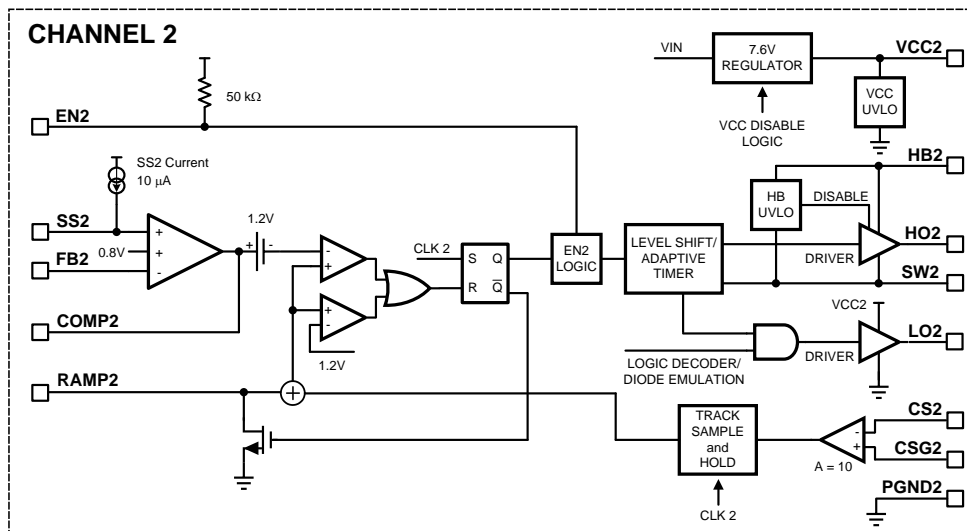 CHANNEL 2
VIN
7.6V
REGULATOR
VCC2
50 kΩ
VCC
UVLO
EN2
VCC DISABLE
LOGIC
HB2
SS2 Current
10 µA
HB
UVLO
DISABLE
SS2
1.2V
+ -
+
0.8V
+
FB2
-
-
+
CLK 2
S Q
R Q̅
EN2
LOGIC
LEVEL SHIFT/
ADAPTIVE
TIMER
DRIVER
HO2
SW2
+
-
1.2V
VCC2
COMP2
LOGIC DECODER/
DIODE EMULATION
DRIVER
LO2
RAMP2
+
TRACK
SAMPLE
and
HOLD
-
+
A = 10
CS2
CSG2
CLK 2
PGND2